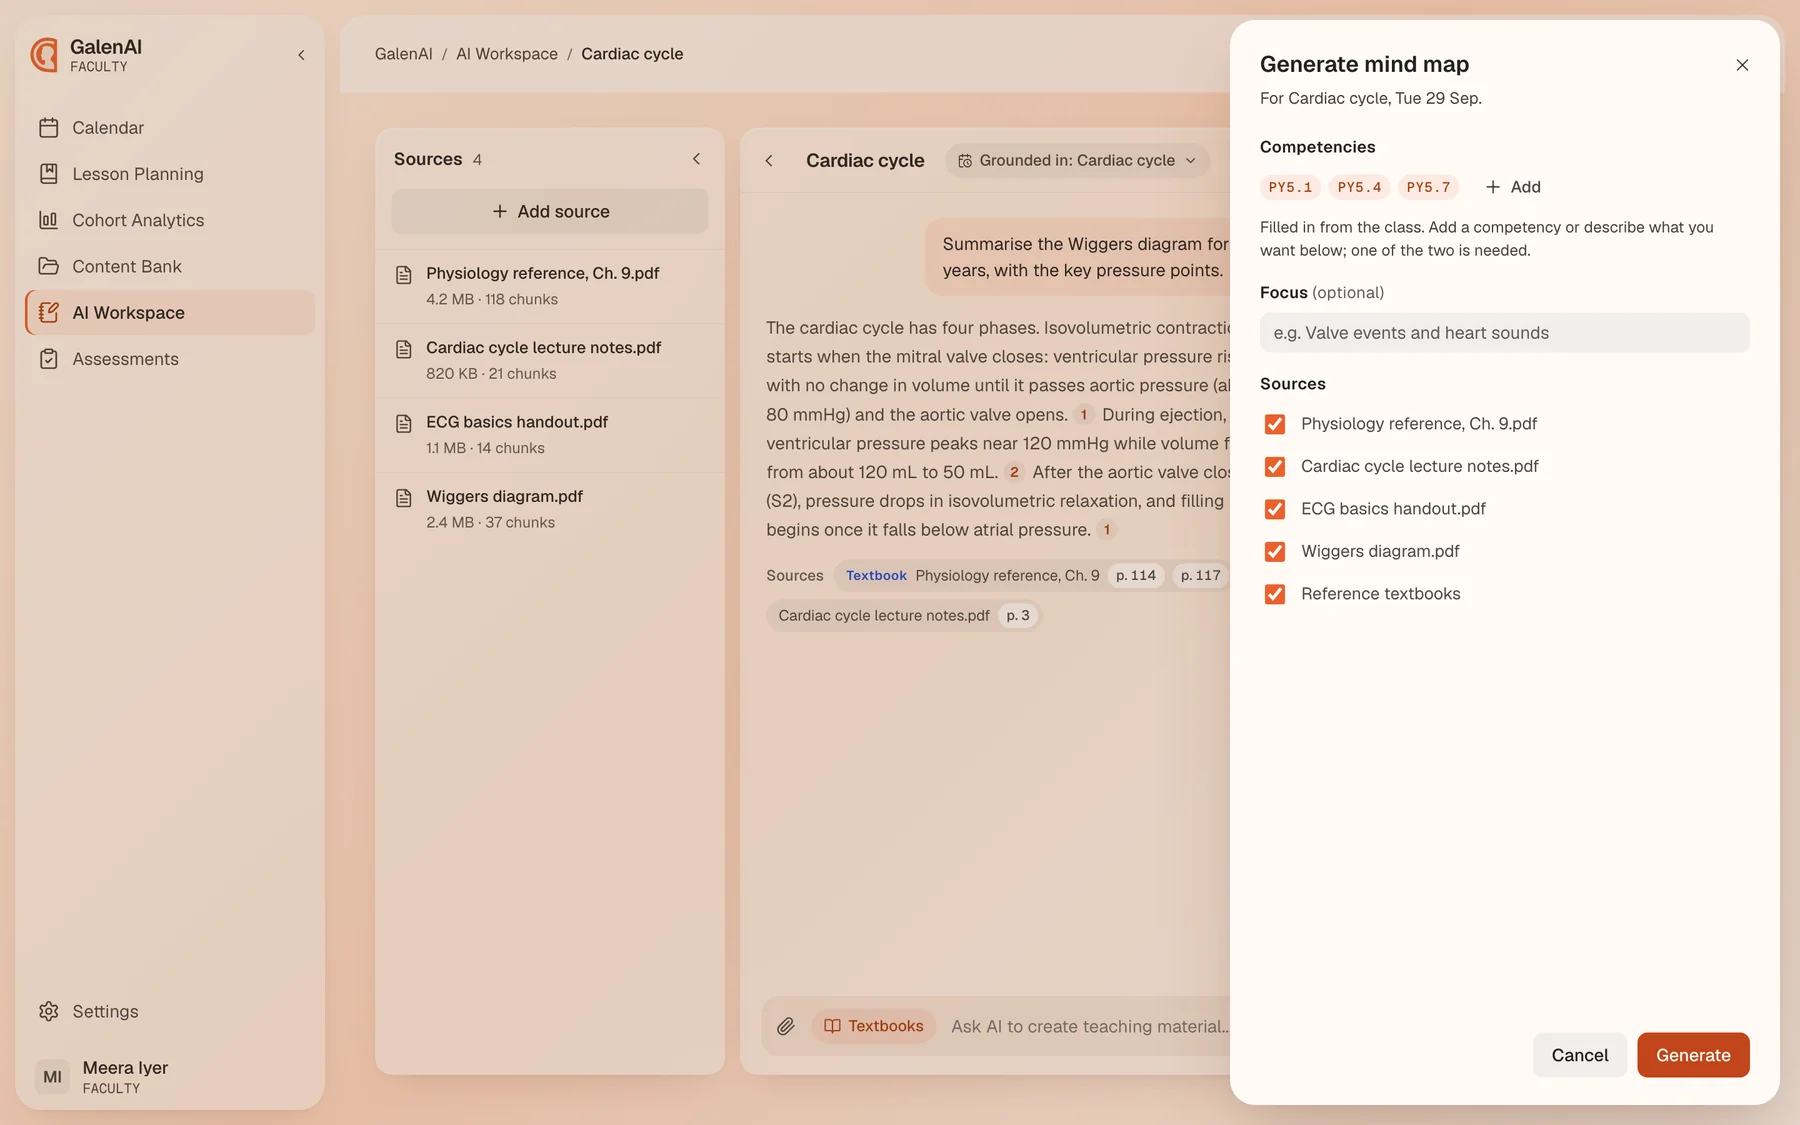 GalenAI
FACULTY
Calendar
Lesson Planning
Cohort Analytics
Content Bank
AI Workspace
Assessments
Settings
MI
Meera Iyer
FACULTY
GalenAI / AI Workspace / Cardiac cycle
Sources 4
+ Add source
Physiology reference, Ch. 9.pdf
4.2 MB · 118 chunks
Cardiac cycle lecture notes.pdf
820 KB · 21 chunks
ECG basics handout.pdf
1.1 MB · 14 chunks
Wiggers diagram.pdf
2.4 MB · 37 chunks
Cardiac cycle
Grounded in: Cardiac cycle
Summarise the Wiggers diagram for
years, with the key pressure points.
The cardiac cycle has four phases. Isovolumetric
starts when the mitral valve closes: ventricular pressure
with no change in volume until it passes aortic pressure
80 mmHg) and the aortic valve opens. 1 During ejection,
ventricular pressure peaks near 120 mmHg while volume
from about 120 mL to 50 mL. 2 After the aortic valve
(S2), pressure drops in isovolumetric relaxation, and filling
begins once it falls below atrial pressure. 1
Sources Textbook Physiology reference, Ch. 9 p. 114 p. 117
Cardiac cycle lecture notes.pdf p. 3
Textbooks
Ask AI to create teaching material...
Generate mind map
For Cardiac cycle, Tue 29 Sep.
Competencies
PY5.1 PY5.4 PY5.7 + Add
Filled in from the class. Add a competency or describe what you
want below; one of the two is needed.
Focus (optional)
e.g. Valve events and heart sounds
Sources
Physiology reference, Ch. 9.pdf
Cardiac cycle lecture notes.pdf
ECG basics handout.pdf
Wiggers diagram.pdf
Reference textbooks
Cancel
Generate